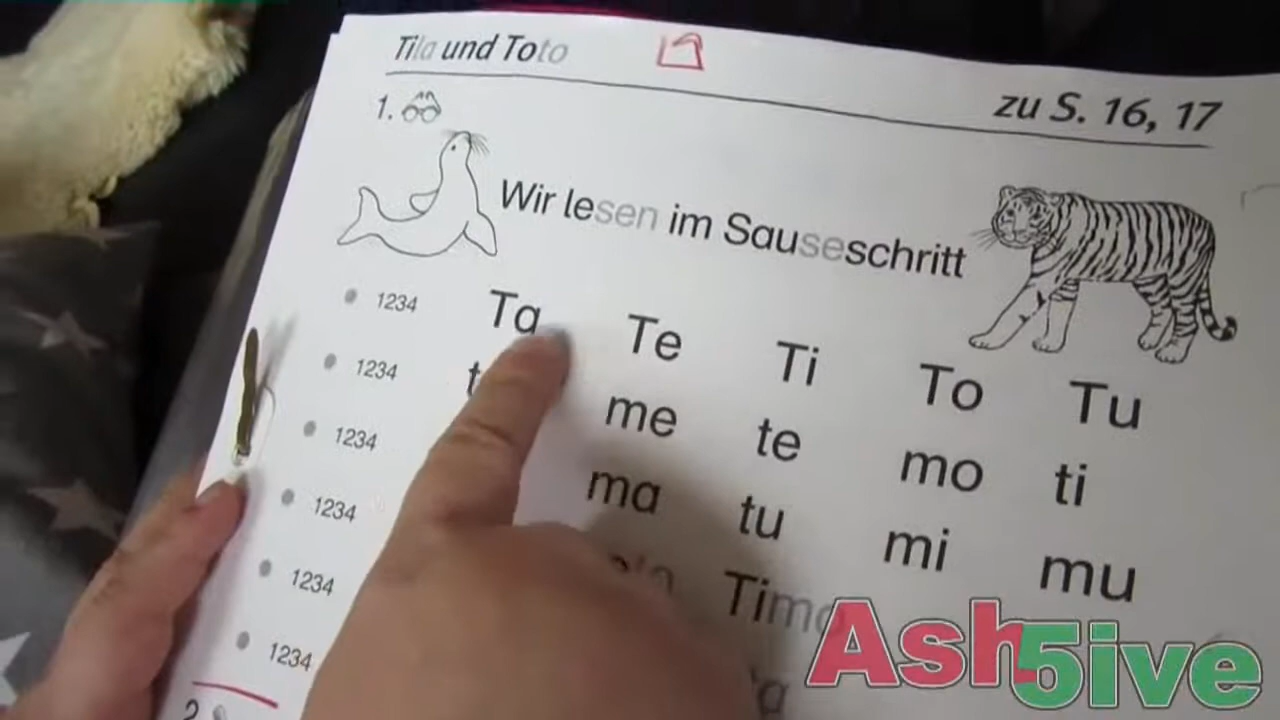 Tila und Toto
zu S. 16, 17
1.
Wir lesen im Sauseschritt
1234 Ta Te Ti To Tu
1234 me te mo ti
1234 ma tu mi mu
1234
1234
1234
2.
Ash5ive